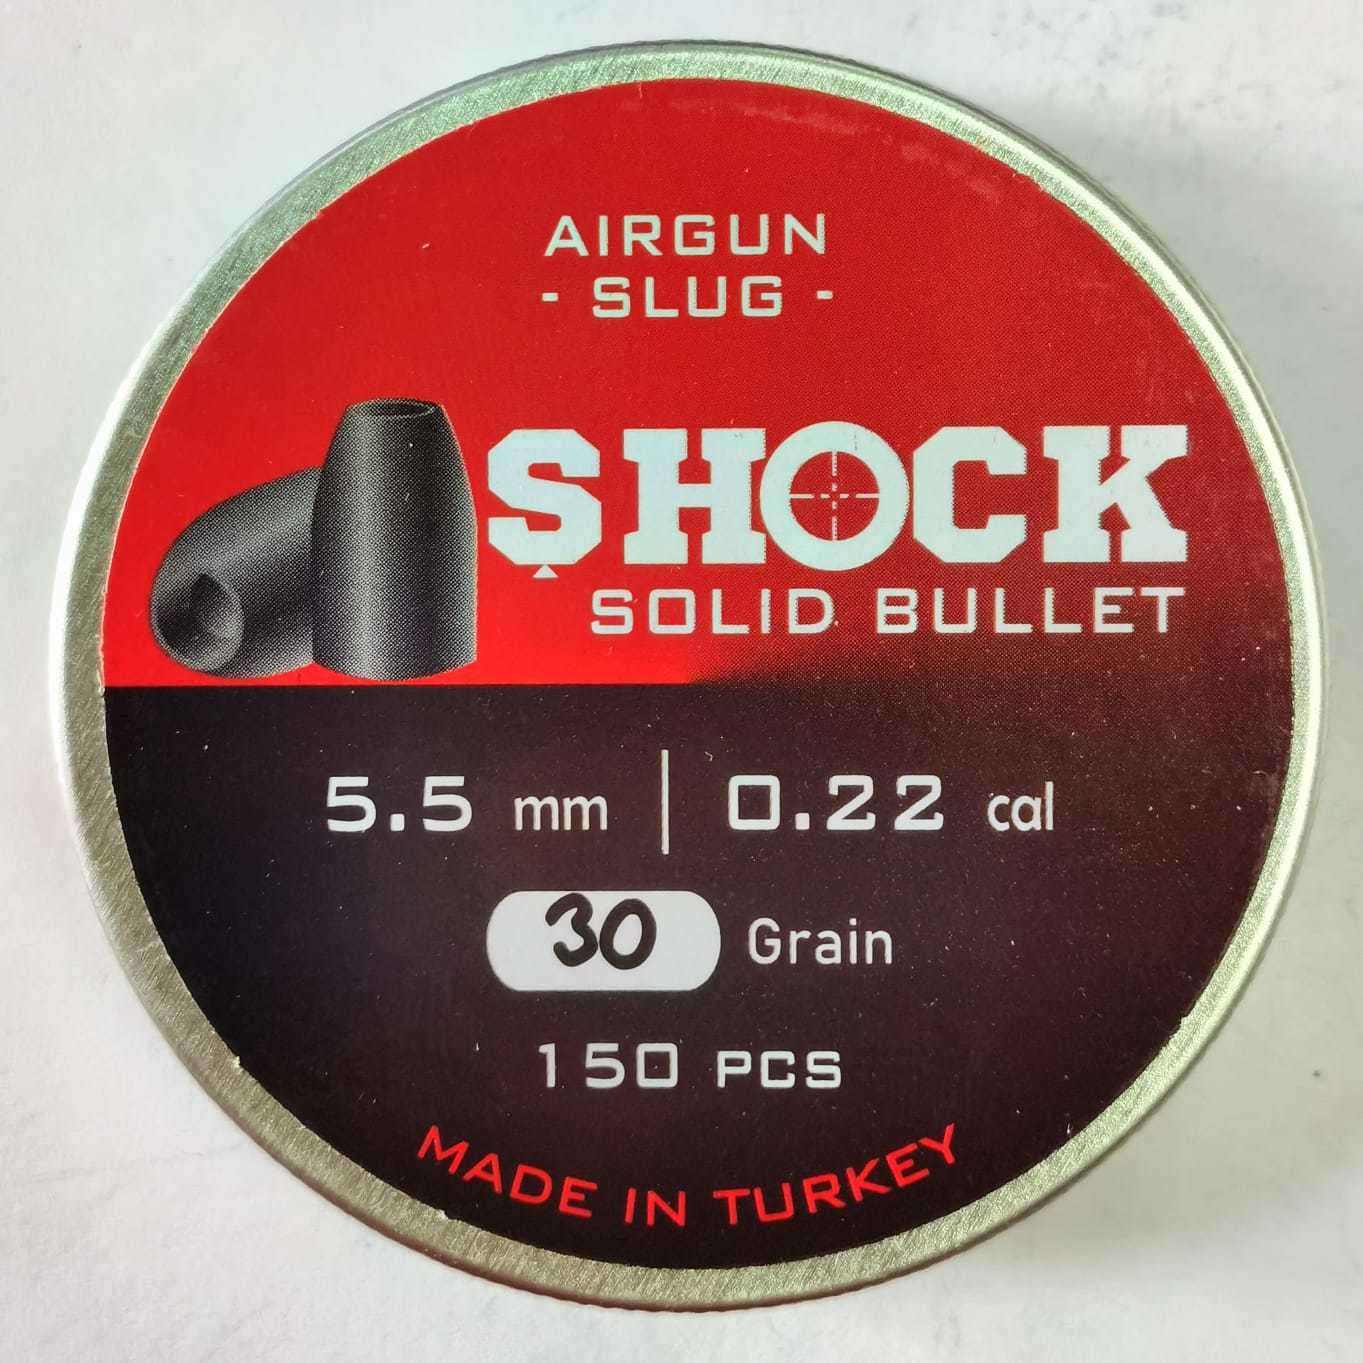 AIRGUN
- SLUG -
ŞHOCK
SOLID BULLET
5.5 mm | 0.22 cal
30 Grain
150 PCS
MADE IN TURKEY